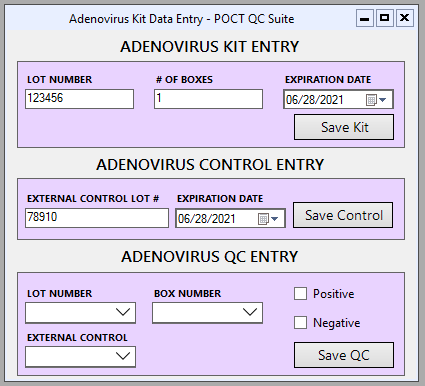 Adenovirus Kit Data Entry - POCT QC Suite
ADENOVIRUS KIT ENTRY
LOT NUMBER # OF BOXES EXPIRATION DATE
123456 1 06/28/2021
Save Kit
ADENOVIRUS CONTROL ENTRY
EXTERNAL CONTROL LOT # EXPIRATION DATE
78910 06/28/2021 Save Control
ADENOVIRUS QC ENTRY
LOT NUMBER BOX NUMBER Positive
Negative
EXTERNAL CONTROL
Save QC